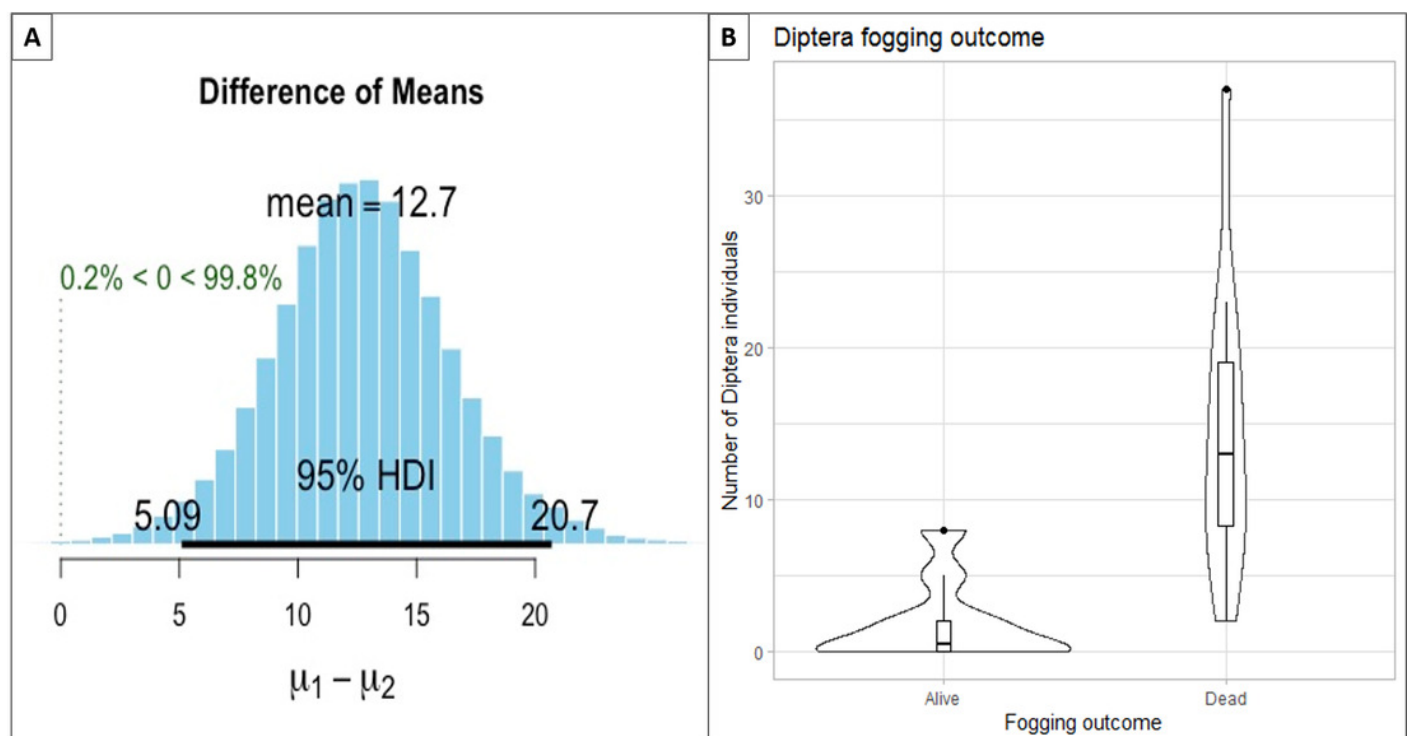 A
Difference of Means
mean = 12.7
0.2% < 0 < 99.8%
95% HDI
5.09
20.7
0
5
10
15
20
μ1 − μ2
B
Diptera fogging outcome
Number of Diptera individuals
30
20
10
0
Alive
Dead
Fogging outcome